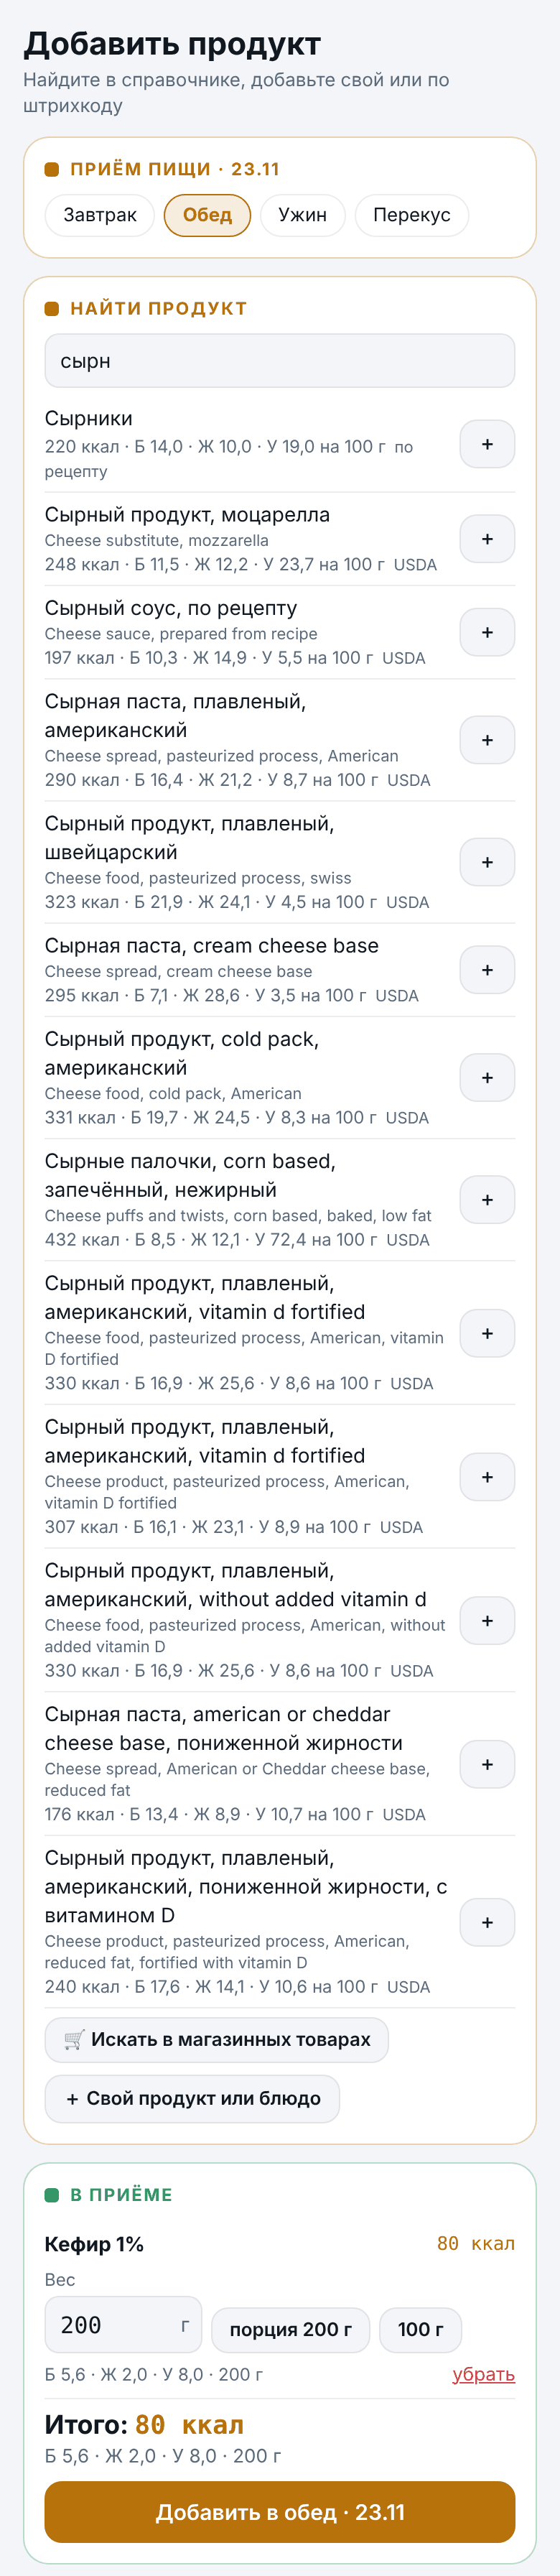 Добавить продукт
Найдите в справочнике, добавьте свой или по
штрихкоду
ПРИЁМ ПИЩИ · 23.11
Завтрак
Обед
Ужин
Перекус
НАЙТИ ПРОДУКТ
сырн
Сырники
220 ккал · Б 14,0 · Ж 10,0 · У 19,0 на 100 г по
рецепту
+
Сырный продукт, моцарелла
Cheese substitute, mozzarella
248 ккал · Б 11,5 · Ж 12,2 · У 23,7 на 100 г USDA
+
Сырный соус, по рецепту
Cheese sauce, prepared from recipe
197 ккал · Б 10,3 · Ж 14,9 · У 5,5 на 100 г USDA
+
Сырная паста, плавленый,
американский
Cheese spread, pasteurized process, American
290 ккал · Б 16,4 · Ж 21,2 · У 8,7 на 100 г USDA
+
Сырный продукт, плавленый,
швейцарский
Cheese food, pasteurized process, swiss
323 ккал · Б 21,9 · Ж 24,1 · У 4,5 на 100 г USDA
+
Сырная паста, cream cheese base
Cheese spread, cream cheese base
295 ккал · Б 7,1 · Ж 28,6 · У 3,5 на 100 г USDA
+
Сырный продукт, cold pack,
американский
Cheese food, cold pack, American
331 ккал · Б 19,7 · Ж 24,5 · У 8,3 на 100 г USDA
+
Сырные палочки, corn based,
запечённый, нежирный
Cheese puffs and twists, corn based, baked, low fat
432 ккал · Б 8,5 · Ж 12,1 · У 72,4 на 100 г USDA
+
Сырный продукт, плавленый,
американский, vitamin d fortified
Cheese food, pasteurized process, American, vitamin
D fortified
330 ккал · Б 16,9 · Ж 25,6 · У 8,6 на 100 г USDA
+
Сырный продукт, плавленый,
американский, vitamin d fortified
Cheese product, pasteurized process, American,
vitamin D fortified
307 ккал · Б 16,1 · Ж 23,1 · У 8,9 на 100 г USDA
+
Сырный продукт, плавленый,
американский, without added vitamin d
Cheese food, pasteurized process, American, without
added vitamin D
330 ккал · Б 16,9 · Ж 25,6 · У 8,6 на 100 г USDA
+
Сырная паста, american or cheddar
cheese base, пониженной жирности
Cheese spread, American or Cheddar cheese base,
reduced fat
176 ккал · Б 13,4 · Ж 8,9 · У 10,7 на 100 г USDA
+
Сырный продукт, плавленый,
американский, пониженной жирности, с
витамином D
Cheese product, pasteurized process, American,
reduced fat, fortified with vitamin D
240 ккал · Б 17,6 · Ж 14,1 · У 10,6 на 100 г USDA
+
🛒 Искать в магазинных товарах
+ Свой продукт или блюдо
В ПРИЁМЕ
Кефир 1%
80 ккал
Вес
200 г
порция 200 г
100 г
Б 5,6 · Ж 2,0 · У 8,0 · 200 г
убрать
Итого: 80 ккал
Б 5,6 · Ж 2,0 · У 8,0 · 200 г
Добавить в обед · 23.11